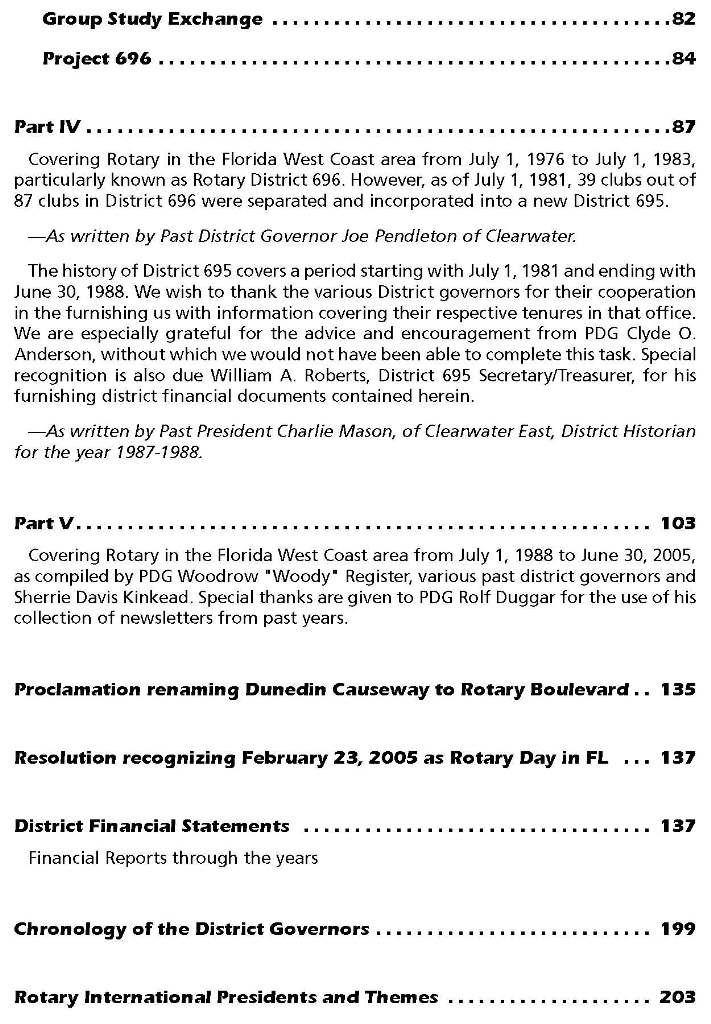 Group Study Exchange .......................................82
Project 696 ..................................................84
Part IV .........................................................87
Covering Rotary in the Florida West Coast area from July 1, 1976 to July 1, 1983,
particularly known as Rotary District 696. However, as of July 1, 1981, 39 clubs out of
87 clubs in District 696 were separated and incorporated into a new District 695.
—As written by Past District Governor Joe Pendleton of Clearwater.
The history of District 695 covers a period starting with July 1, 1981 and ending with
June 30, 1988. We wish to thank the various District governors for their cooperation
in the furnishing us with information covering their respective tenures in that office.
We are especially grateful for the advice and encouragement from PDG Clyde O.
Anderson, without which we would not have been able to complete this task. Special
recognition is also due William A. Roberts, District 695 Secretary/Treasurer, for his
furnishing district financial documents contained herein.
—As written by Past President Charlie Mason, of Clearwater East, District Historian
for the year 1987-1988.
Part V........................................................ 103
Covering Rotary in the Florida West Coast area from July 1, 1988 to June 30, 2005,
as compiled by PDG Woodrow "Woody" Register, various past district governors and
Sherrie Davis Kinkead. Special thanks are given to PDG Rolf Duggar for the use of his
collection of newsletters from past years.
Proclamation renaming Dunedin Causeway to Rotary Boulevard .. 135
Resolution recognizing February 23, 2005 as Rotary Day in FL ... 137
District Financial Statements .................................. 137
Financial Reports through the years
Chronology of the District Governors ........................... 199
Rotary International Presidents and Themes .................... 203